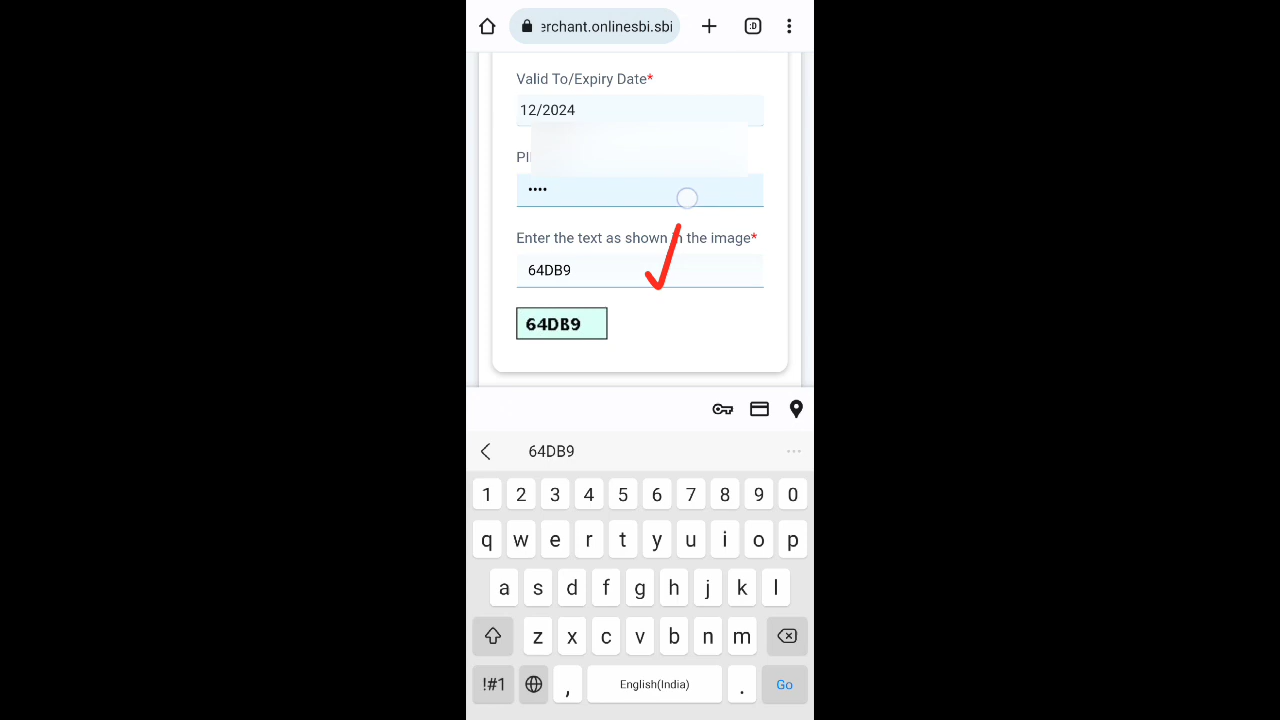 erchant.onlinesbi.sbi
:D
Valid To/Expiry Date*
12/2024
PI
••••
Enter the text as shown in the image*
64DB9
64DB9
64DB9
1 2 3 4 5 6 7 8 9 0
q w e r t y u i o p
a s d f g h j k l
z x c v b n m
!#1 , English(India) . Go